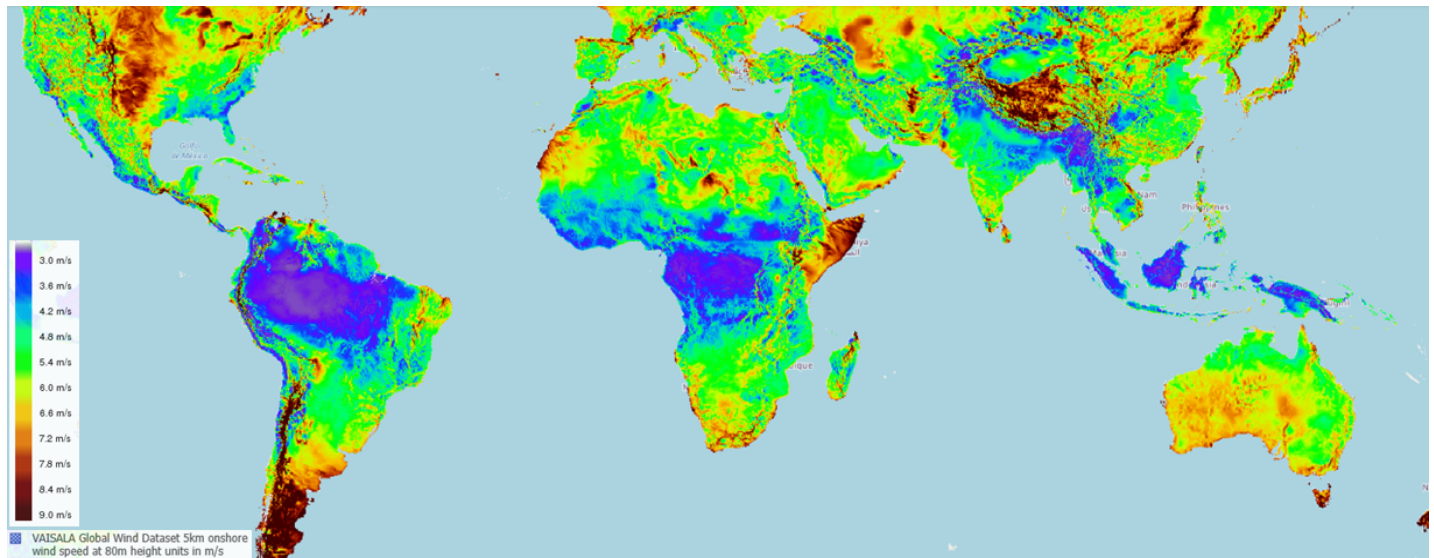 Gulf
de México
Nam
Philippines
3.0 m/s
3.6 m/s
4.2 m/s
4.8 m/s
5.4 m/s
6.0 m/s
6.6 m/s
7.2 m/s
7.8 m/s
8.4 m/s
9.0 m/s
VAISALA Global Wind Dataset 5km onshore
wind speed at 80m height units in m/s